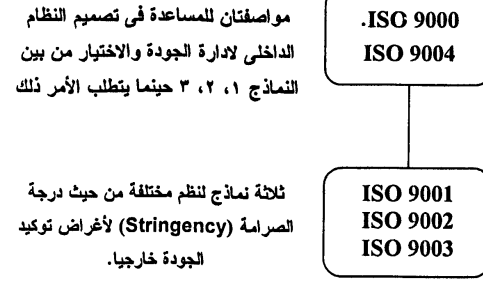 مواصفتان للمساعدة فى تصميم النظام
الداخلى لادارة الجودة والاختيار من بين
النماذج ١، ٢، ٣ حينما يتطلب الأمر ذلك
.ISO 9000
ISO 9004
ثلاثة نماذج لنظم مختلفة من حيث درجة
الصرامة (Stringency) لأغراض توكيد
الجودة خارجيا.
ISO 9001
ISO 9002
ISO 9003